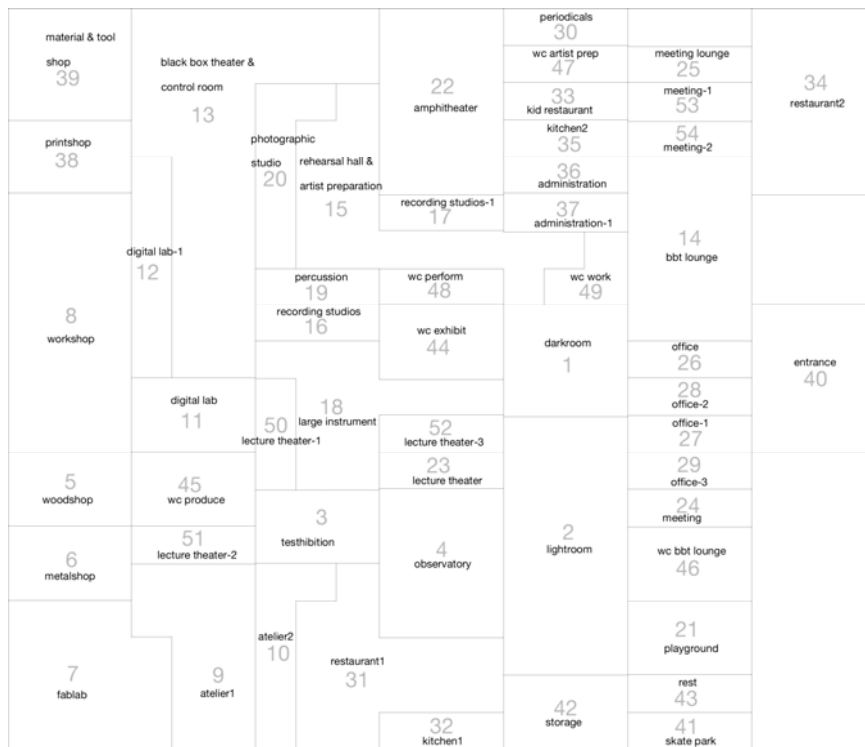 material & tool
shop
39
black box theater &
control room
13
22
amphitheater
periodicals
30
wc artist prep
47
33
kid restaurant
kitchen2
35
36
administration
37
administration-1
meeting lounge
25
meeting-1
53
54
meeting-2
34
restaurant2
printshop
38
photographic
studio
20
rehearsal hall &
artist preparation
15
recording studios-1
17
14
bbt lounge
digital lab-1
12
percussion
19
wc perform
48
wc work
49
8
workshop
recording studios
16
wc exhibit
44
darkroom
1
office
26
entrance
40
28
office-2
digital lab
11
50
lecture theater-1
18
large instrument
52
lecture theater-3
office-1
27
23
lecture theater
29
office-3
5
woodshop
45
wc produce
3
testhibition
24
meeting
51
lecture theater-2
4
observatory
2
lightroom
wc bbt lounge
46
6
metalshop
21
playground
7
fablab
9
atelier1
atelier2
10
restaurant1
31
rest
43
32
kitchen1
42
storage
41
skate park